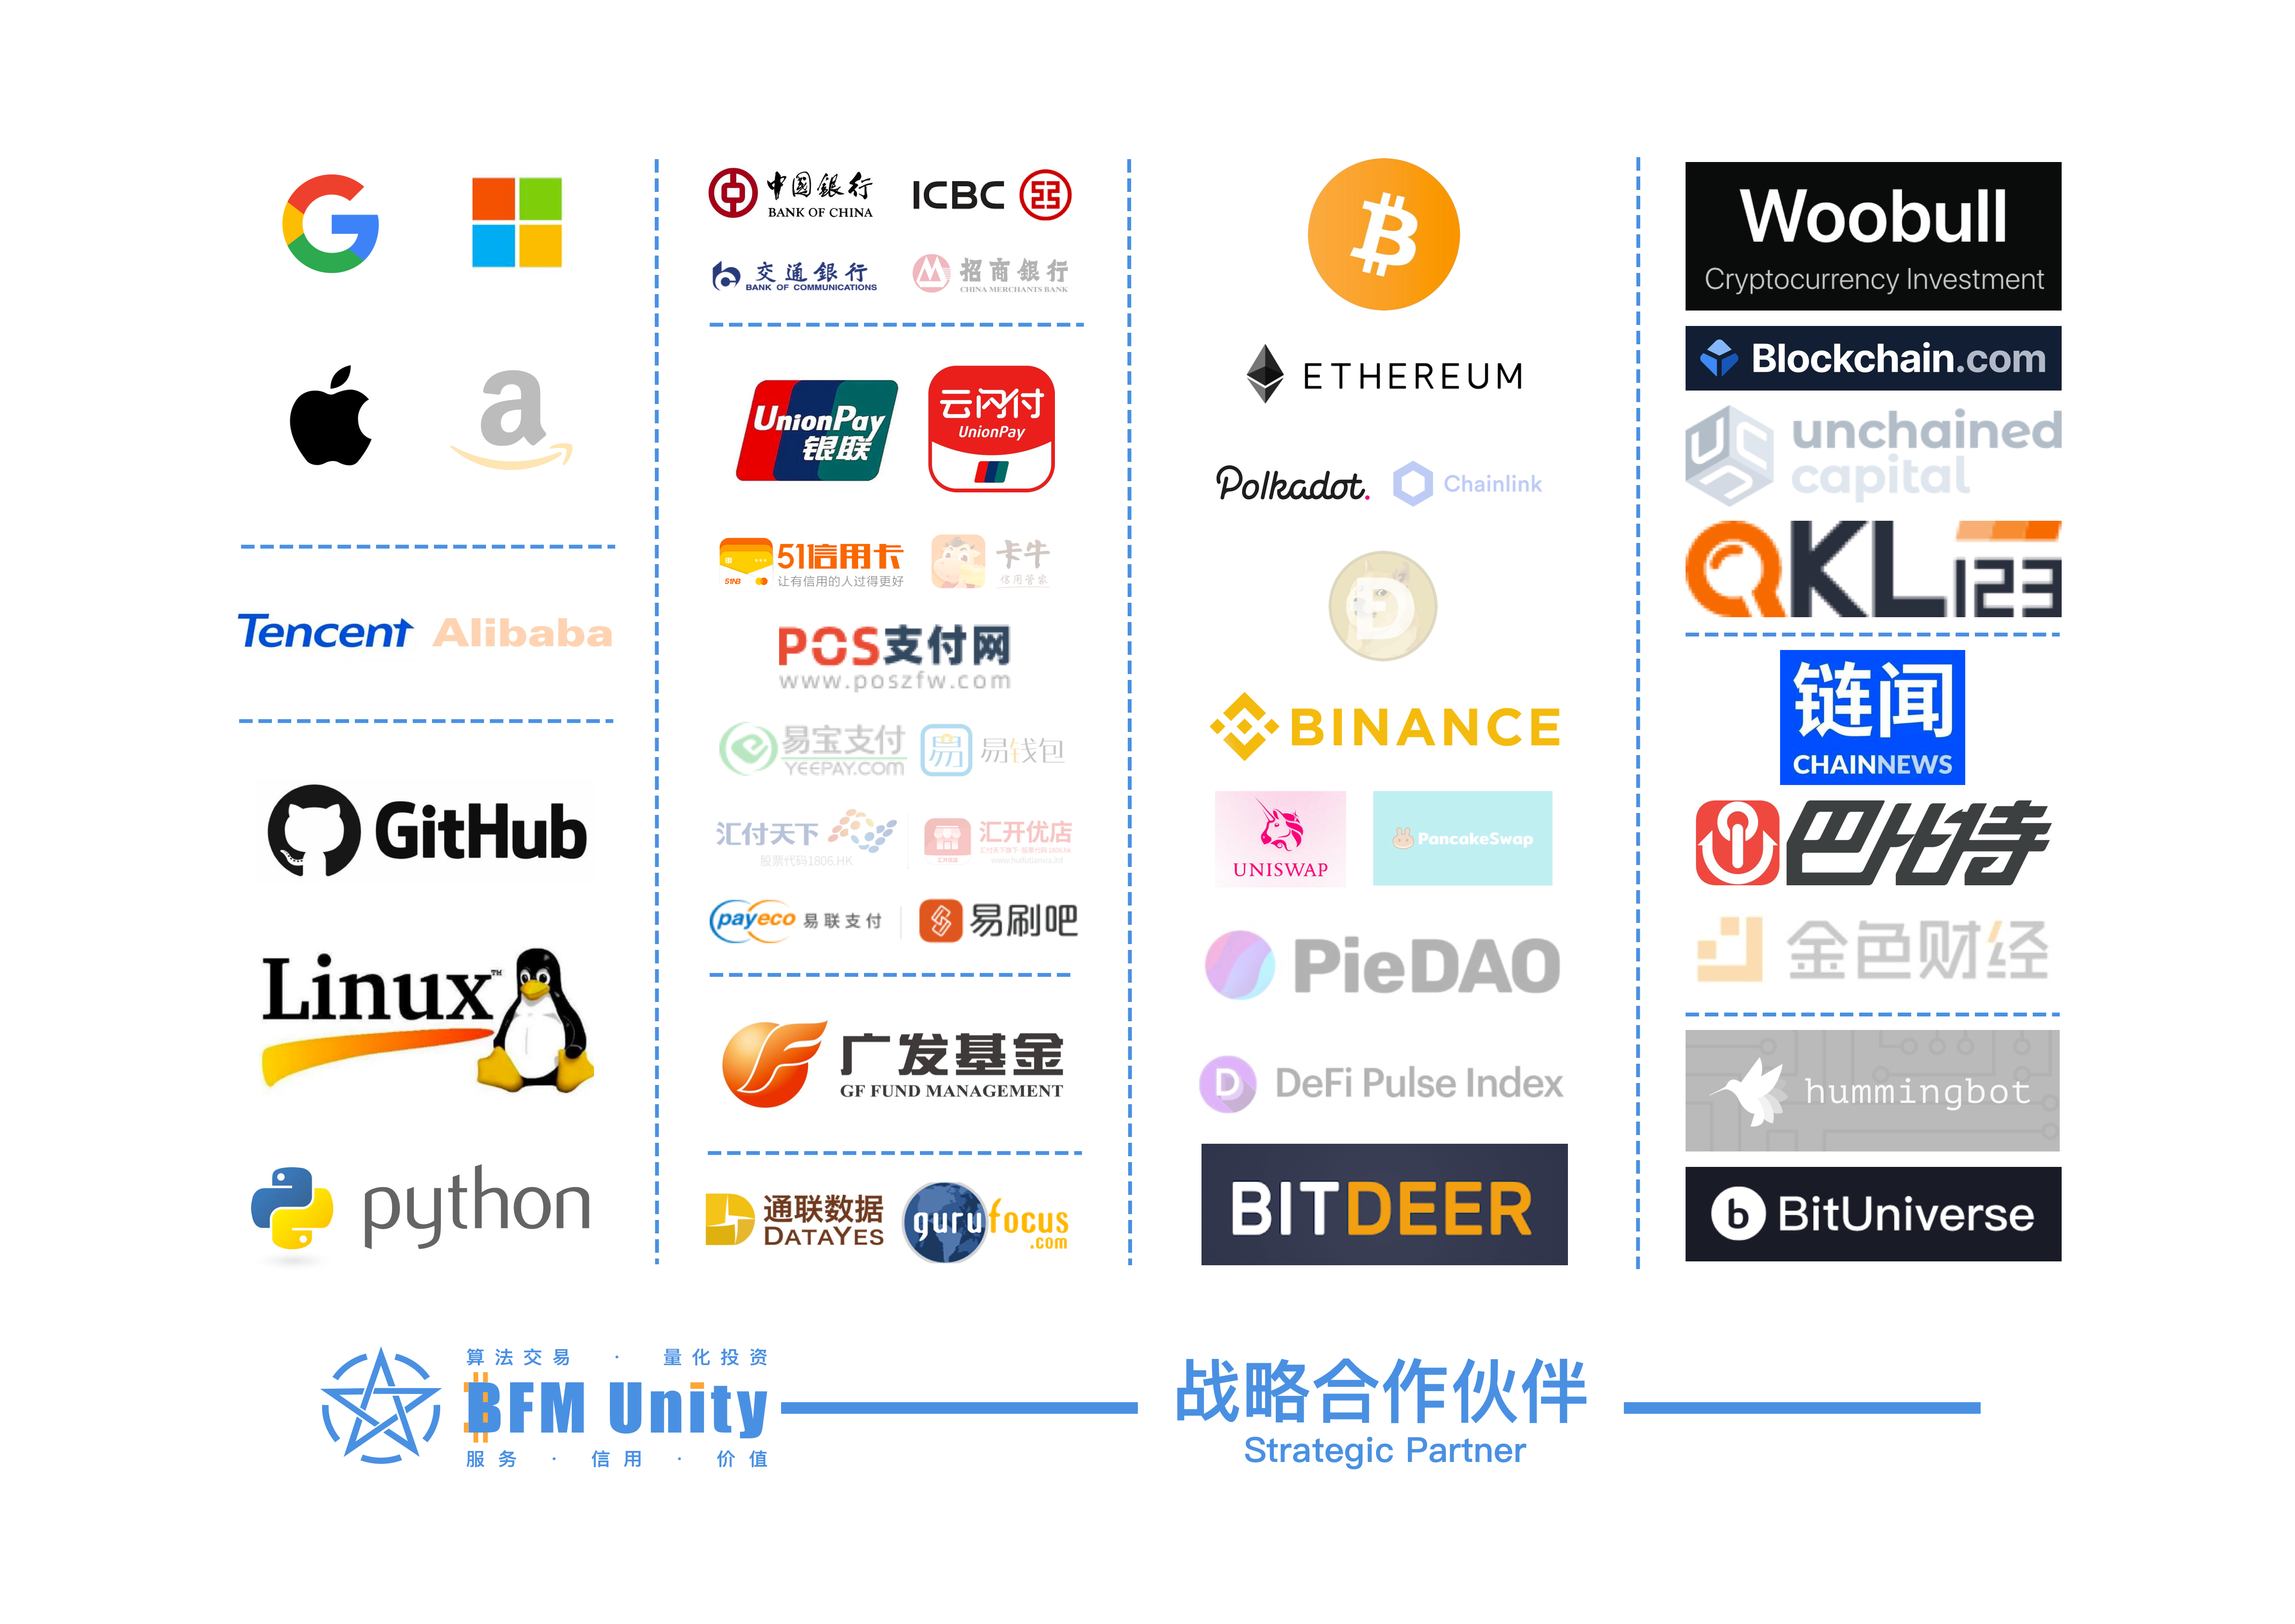 Tencent
Alibaba
GitHub
Linux™
python
中国銀行
BANK OF CHINA
ICBC
交通銀行
BANK OF COMMUNICATIONS
招商銀行
CHINA MERCHANTS BANK
UnionPay
银联
云闪付
UnionPay
51信用卡
让有信用的人过得更好
51NB
卡牛
信用管家
POS支付网
www.poszfw.com
易宝支付
YEEPAY.COM
易
易钱包
汇付天下
股票代码1806.HK
汇开优店
payeco 易联支付
易刷吧
广发基金
GF FUND MANAGEMENT
通联数据
DATAYES
gurufocus
.com
ETHEREUM
Polkadot.
Chainlink
BINANCE
UNISWAP
PancakeSwap
PieDAO
DeFi Pulse Index
BITDEER
Woobull
Cryptocurrency Investment
Blockchain.com
unchained
capital
QKL123
链闻
CHAINNEWS
巴比特
金色财经
hummingbot
BitUniverse
算法交易 · 量化投资
BFM Unity
服务 · 信用 · 价值
战略合作伙伴
Strategic Partner